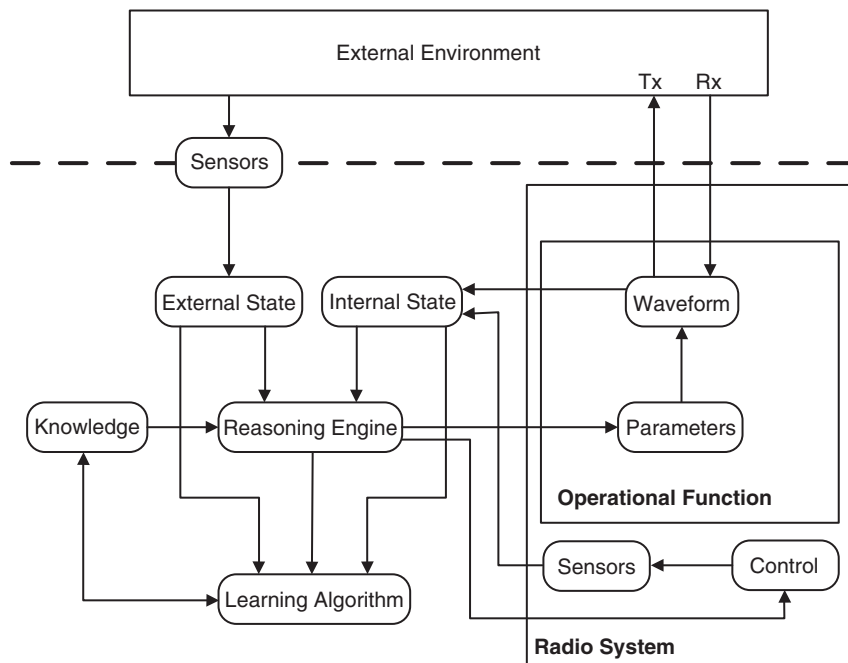 External Environment
Tx Rx
Sensors
External State Internal State Waveform
Knowledge Reasoning Engine Parameters
Operational Function
Sensors Control
Learning Algorithm
Radio System